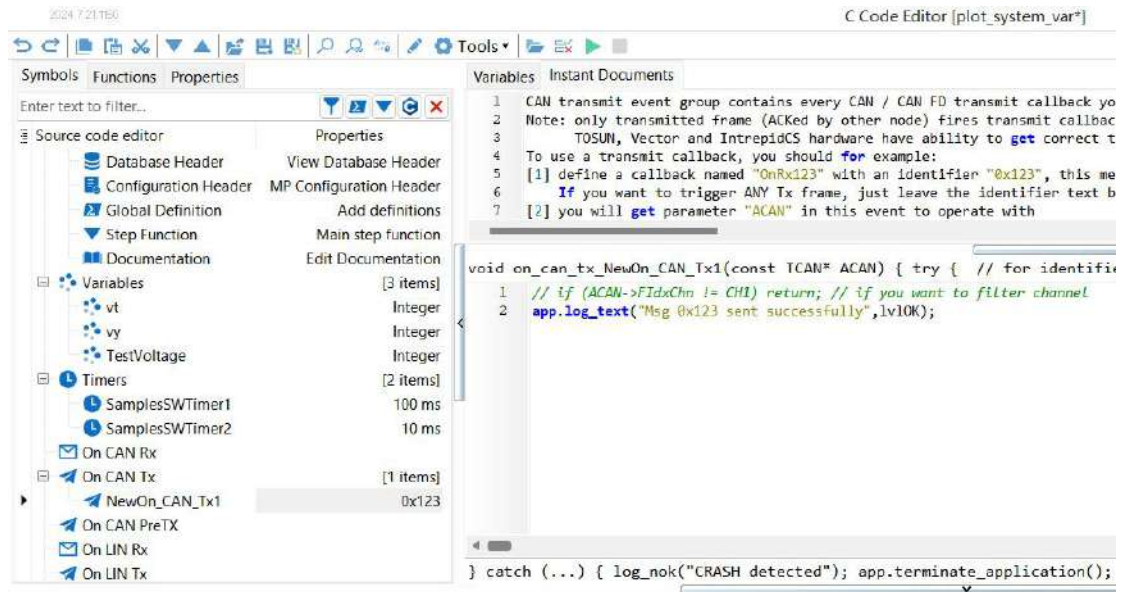 C Code Editor [plot_system_var*]
Tools
Symbols Functions Properties
Enter text to filter...
Source code editor Properties
Database Header View Database Header
Configuration Header MP Configuration Header
Global Definition Add definitions
Step Function Main step function
Documentation Edit Documentation
Variables [3 items]
vt Integer
vy Integer
TestVoltage Integer
Timers [2 items]
SamplesSWTimer1 100 ms
SamplesSWTimer2 10 ms
On CAN Rx
On CAN Tx [1 items]
NewOn_CAN_Tx1 0x123
On CAN PreTX
On LIN Rx
On LIN Tx
Variables Instant Documents
1 CAN transmit event group contains every CAN / CAN FD transmit callback yo
2 Note: only transmitted frame (ACKed by other node) fires transmit callbac
3 TOSUN, Vector and IntrepidCS hardware have ability to get correct t
4 To use a transmit callback, you should for example:
5 [1] define a callback named "OnRx123" with an identifier "0x123", this me
6 If you want to trigger ANY Tx frame, just leave the identifier text b
7 [2] you will get parameter "ACAN" in this event to operate with
void on_can_tx_NewOn_CAN_Tx1(const TCAN* ACAN) { try { // for identifie
1 // if (ACAN->FIdxChn != CH1) return; // if you want to filter channel
2 app.log_text("Msg 0x123 sent successfully",lvlOK);
} catch (...) { log_nok("CRASH detected"); app.terminate_application();